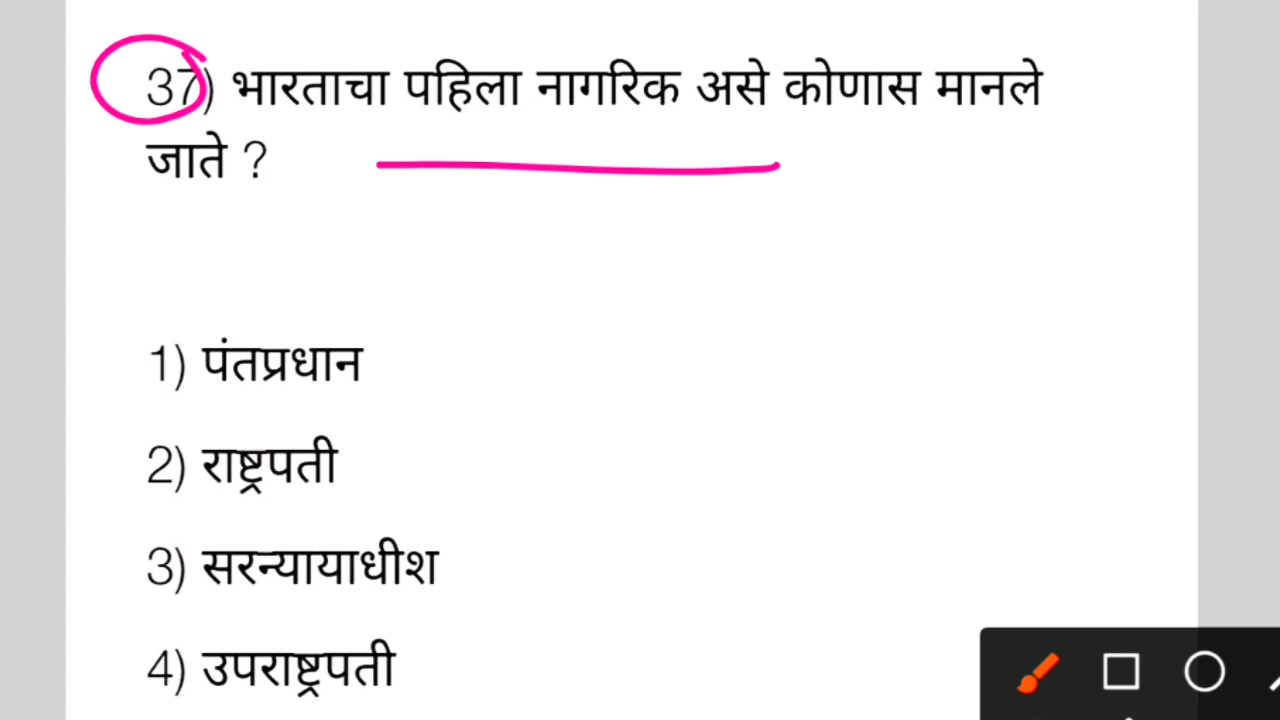 37) भारताचा पहिला नागरिक असे कोणास मानले
जाते ?
1) पंतप्रधान
2) राष्ट्रपती
3) सरन्यायाधीश
4) उपराष्ट्रपती